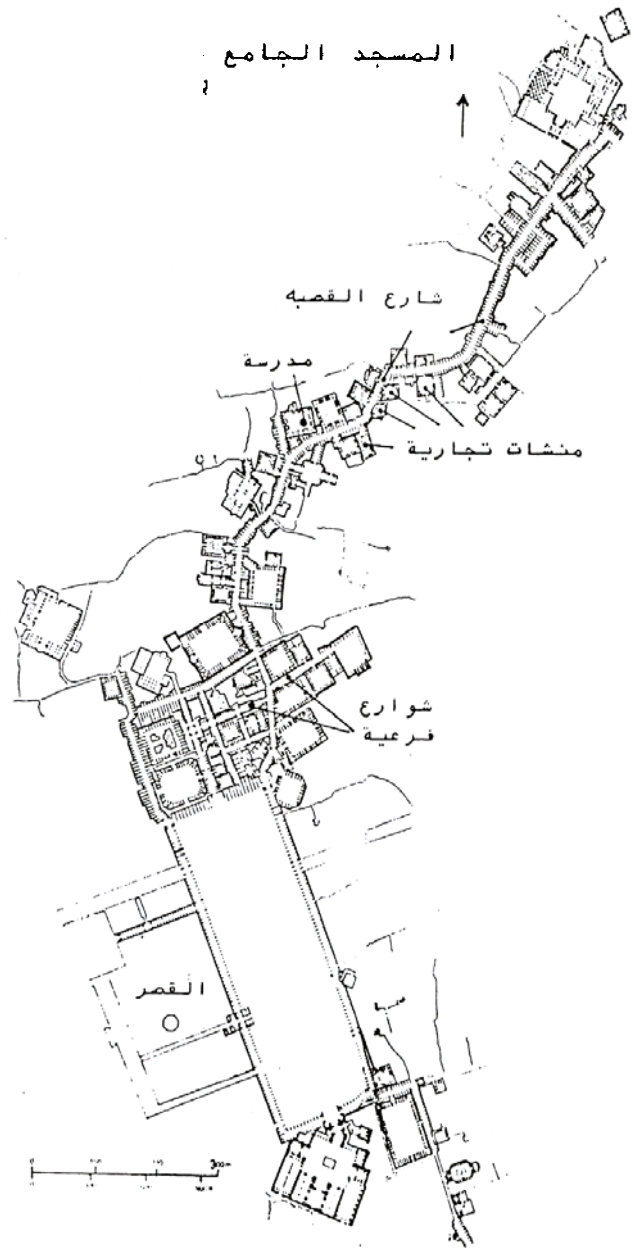 المسجد الجامع
شارع القصبه
مدرسة
منشات تجارية
شوارع
فرعية
القصر